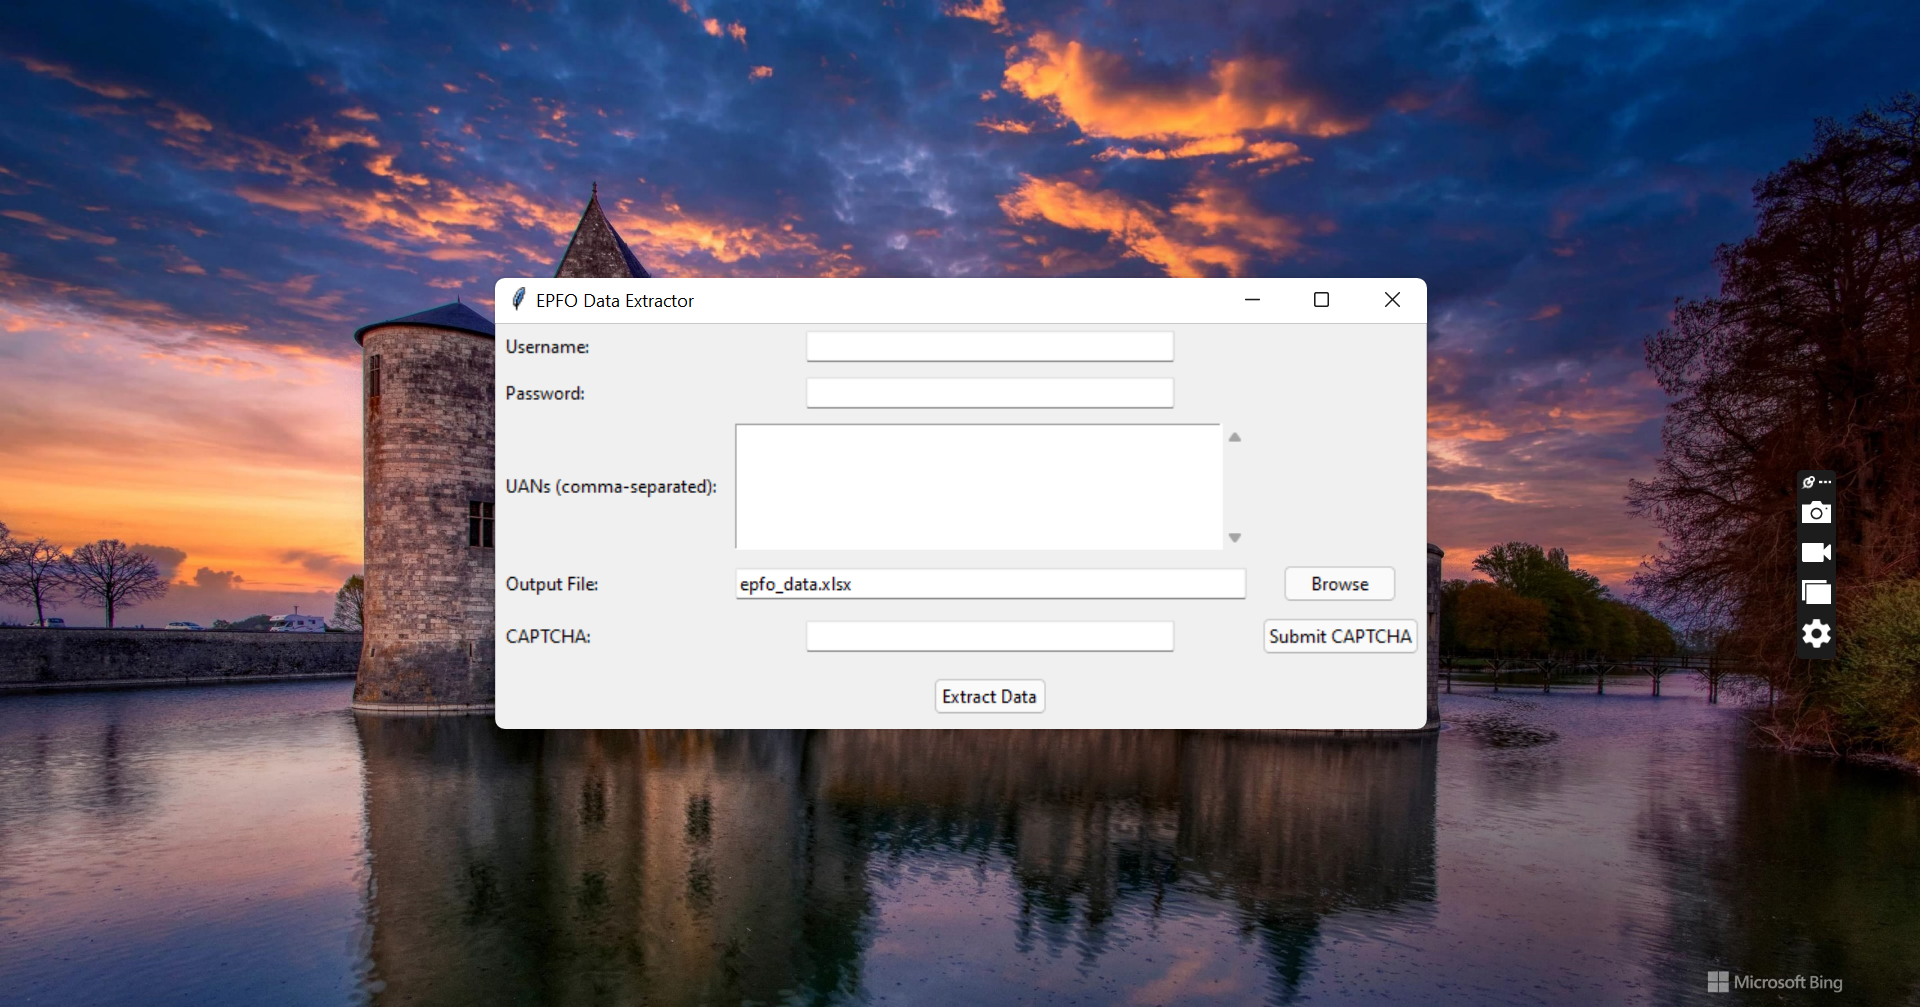 EPFO Data Extractor
Username:
Password:
UANs (comma-separated):
Output File: epfo_data.xlsx Browse
CAPTCHA: Submit CAPTCHA
Extract Data
Microsoft Bing